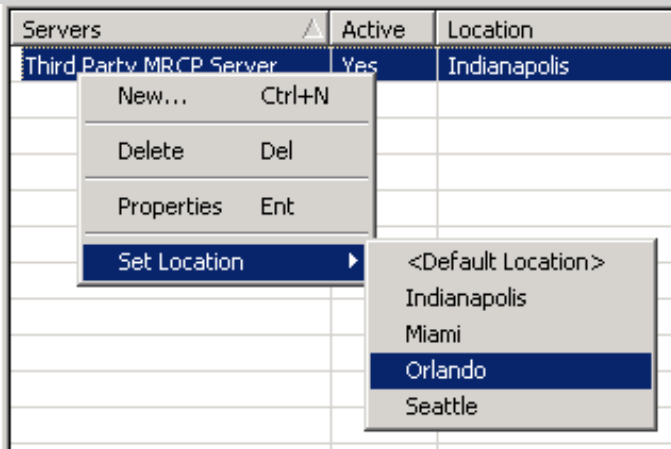 Servers Active Location
Third Party MRCP Server Yes Indianapolis
New... Ctrl+N
Delete Del
Properties Ent
Set Location
<Default Location>
Indianapolis
Miami
Orlando
Seattle